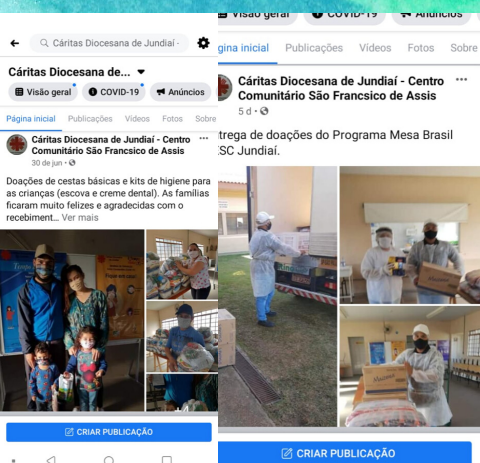 Cáritas Diocesana de Jundiaí -
Cáritas Diocesana de...
Visão geral COVID-19 Anúncios
Página inicial Publicações Vídeos Fotos Sobre
Cáritas Diocesana de Jundiaí - Centro
Comunitário São Francsico de Assis
30 de jun
Doações de cestas básicas e kits de higiene para
as crianças (escova e creme dental). As famílias
ficaram muito felizes e agradecidas com o
recebiment... Ver mais
CRIAR PUBLICAÇÃO
Visão geral COVID-19 Anúncios
gina inicial Publicações Vídeos Fotos Sobre
Cáritas Diocesana de Jundiaí - Centro
Comunitário São Francsico de Assis
5 d
trega de doações do Programa Mesa Brasil
SC Jundiaí.
CRIAR PUBLICAÇÃO